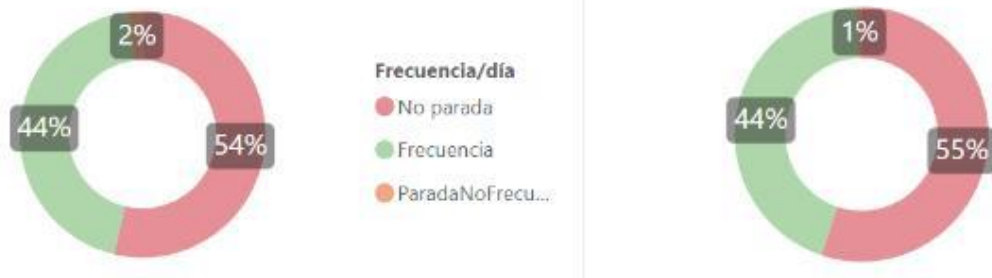 2%
44%
54%
Frecuencia/día
No parada
Frecuencia
ParadaNoFrecu...
1%
44%
55%